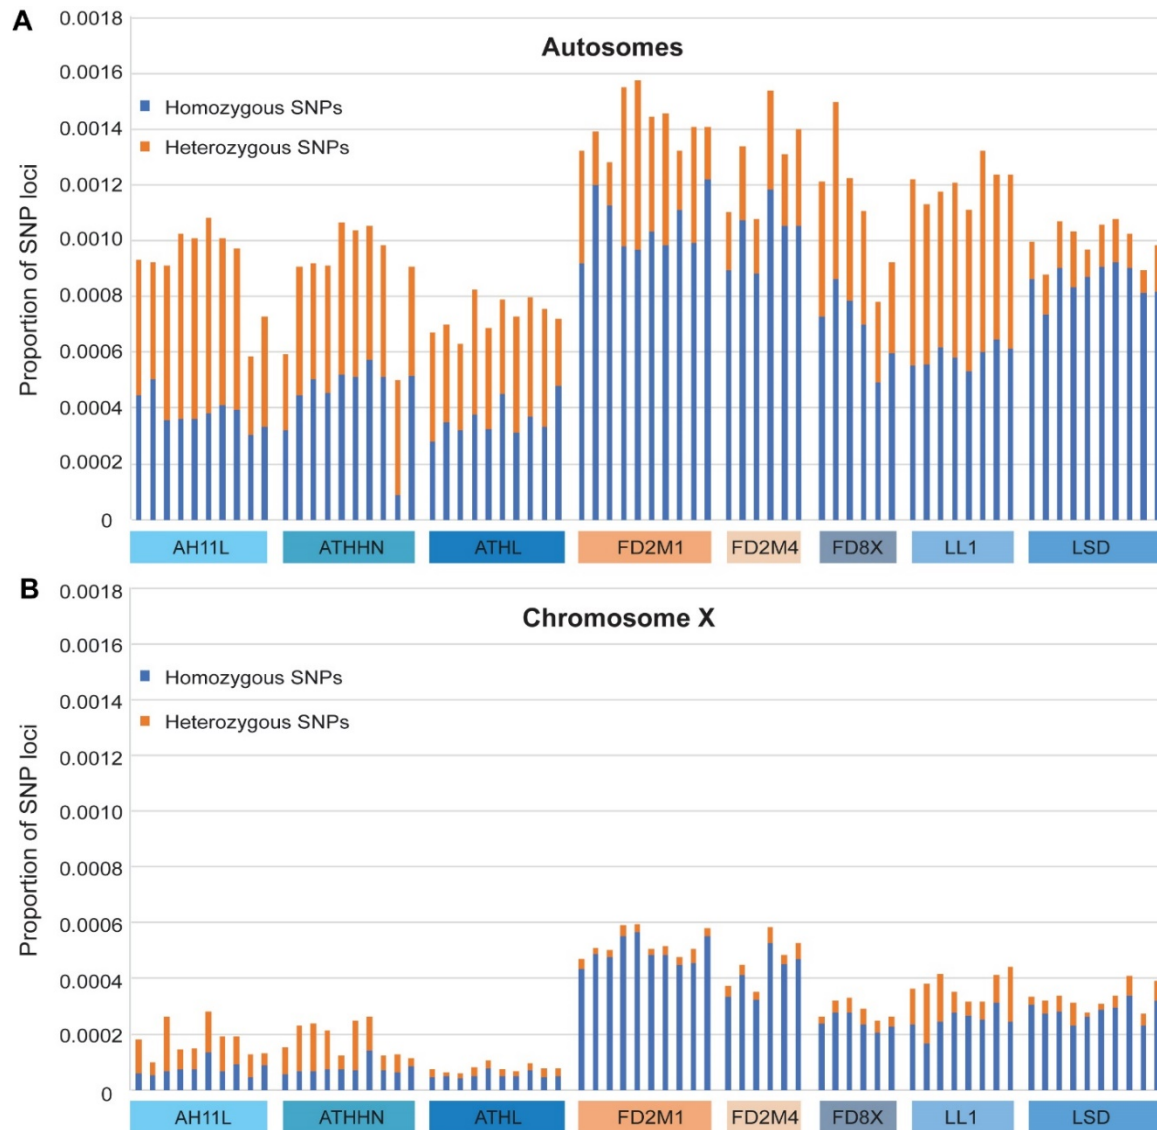 A
Autosomes
Homozygous SNPs
Heterozygous SNPs
Proportion of SNP loci
0.0018
0.0016
0.0014
0.0012
0.0010
0.0008
0.0006
0.0004
0.0002
0
AH11L ATHHN ATHL FD2M1 FD2M4 FD8X LL1 LSD
B
Chromosome X
Homozygous SNPs
Heterozygous SNPs
Proportion of SNP loci
0.0018
0.0016
0.0014
0.0012
0.0010
0.0008
0.0006
0.0004
0.0002
0
AH11L ATHHN ATHL FD2M1 FD2M4 FD8X LL1 LSD